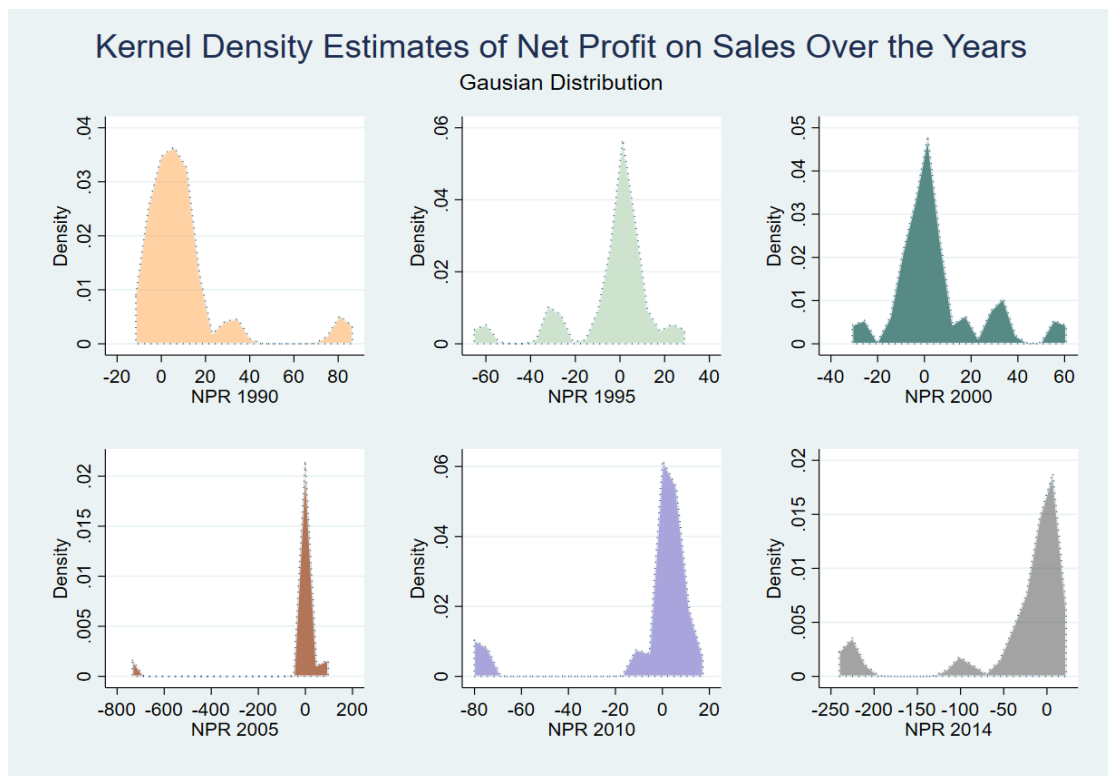 Kernel Density Estimates of Net Profit on Sales Over the Years
Gausian Distribution
Density
0 .01 .02 .03 .04
-20 0 20 40 60 80
NPR 1990
Density
0 .02 .04 .06
-60 -40 -20 0 20 40
NPR 1995
Density
0 .01 .02 .03 .04 .05
-40 -20 0 20 40 60
NPR 2000
Density
0 .005 .01 .015 .02
-800 -600 -400 -200 0 200
NPR 2005
Density
0 .02 .04 .06
-80 -60 -40 -20 0 20
NPR 2010
Density
0 .005 .01 .015 .02
-250 -200 -150 -100 -50 0
NPR 2014